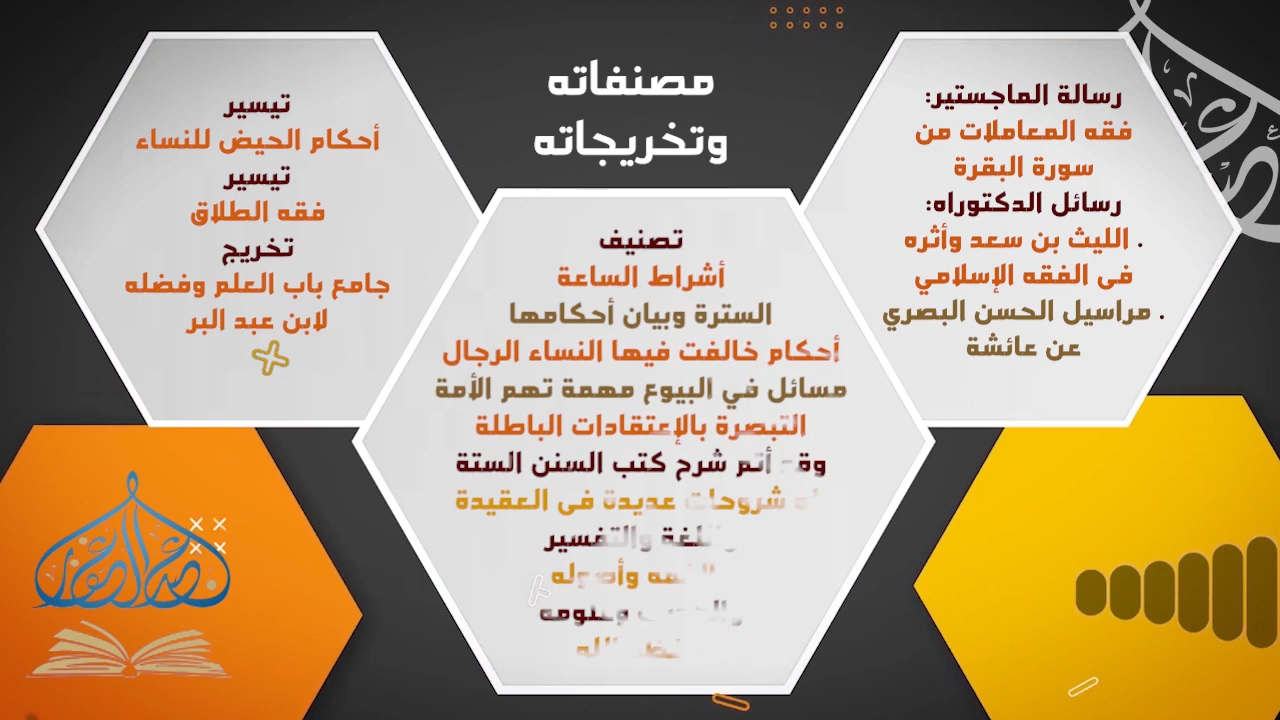 مصنفاته
وتخريجاته
رسالة الماجستير:
فقه المعاملات من
سورة البقرة
رسائل الدكتوراه:
. الليث بن سعد وأثره
فى الفقه الإسلامي
. مراسيل الحسن البصري
عن عائشة
تصنيف
أشراط الساعة
السترة وبيان أحكامها
أحكام خالفت فيها النساء الرجال
مسائل في البيوع مهمة تهم الأمة
التبصرة بالإعتقادات الباطلة
وقد أتم شرح كتب السنن الستة
شروحات عديدة فى العقيدة
والتفسير
وأصوله
وعلومه
تيسير
أحكام الحيض للنساء
تيسير
فقه الطلاق
تخريج
جامع باب العلم وفضله
لابن عبد البر